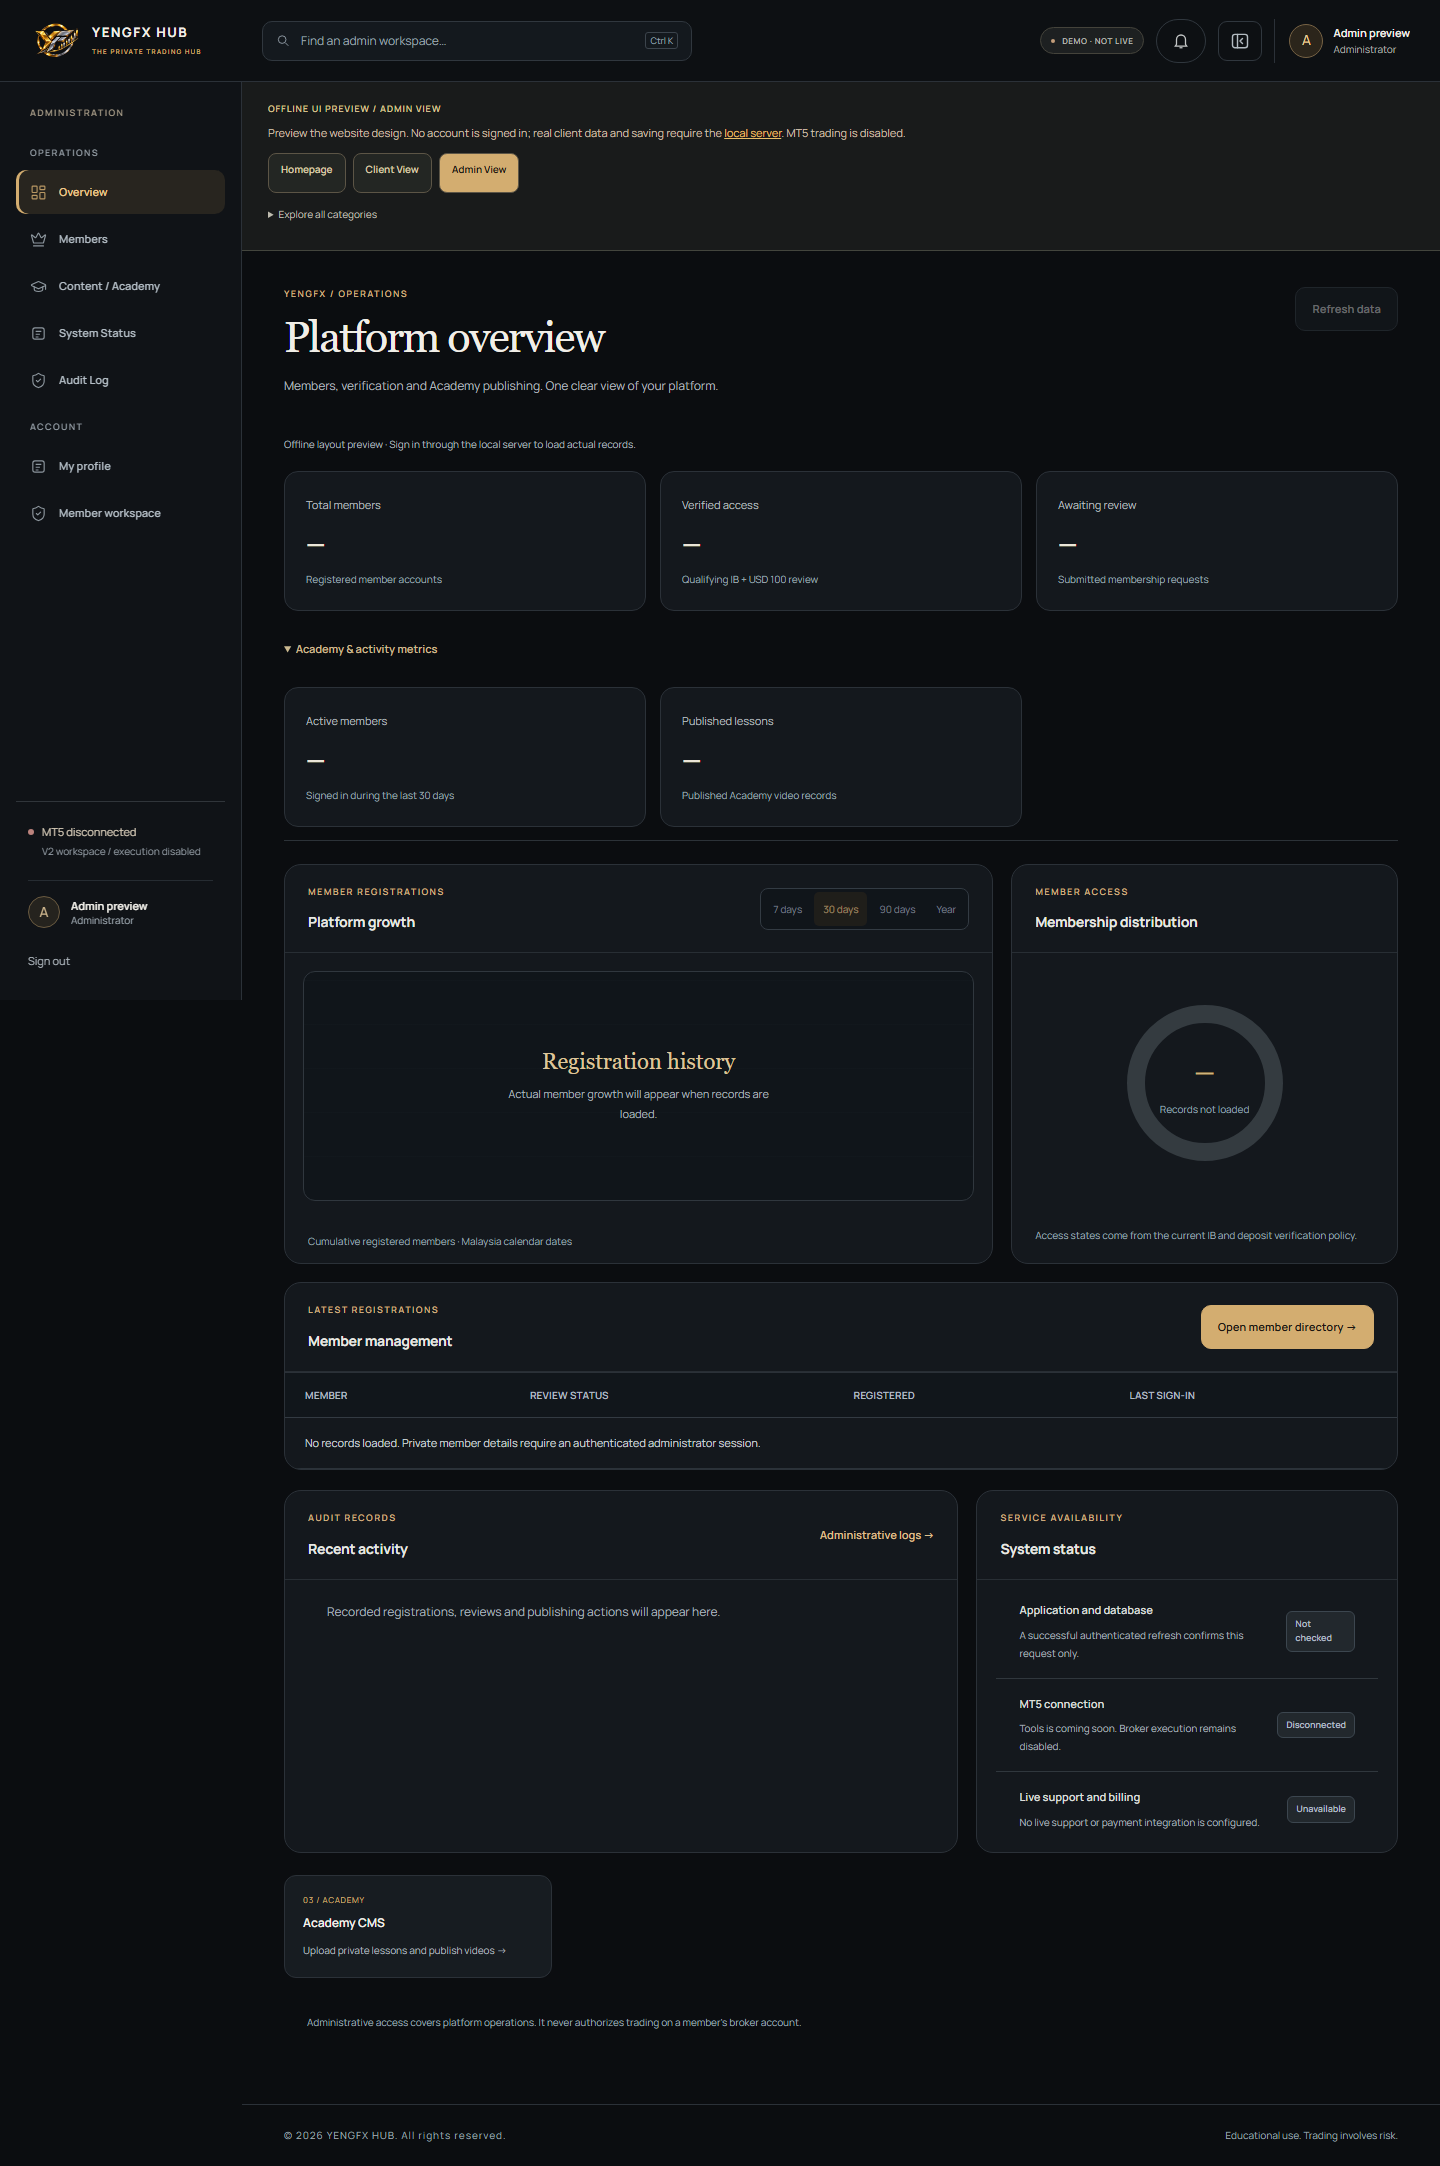 YENGFX HUB
THE PRIVATE TRADING HUB
Find an admin workspace...
Ctrl K
DEMO · NOT LIVE
A
Admin preview
Administrator
ADMINISTRATION
OPERATIONS
Overview
Members
Content / Academy
System Status
Audit Log
ACCOUNT
My profile
Member workspace
MT5 disconnected
V2 workspace / execution disabled
A
Admin preview
Administrator
Sign out
OFFLINE UI PREVIEW / ADMIN VIEW
Preview the website design. No account is signed in; real client data and saving require the local server. MT5 trading is disabled.
Homepage
Client View
Admin View
▶ Explore all categories
YENGFX / OPERATIONS
Platform overview
Members, verification and Academy publishing. One clear view of your platform.
Refresh data
Offline layout preview · Sign in through the local server to load actual records.
Total members
—
Registered member accounts
Verified access
—
Qualifying IB + USD 100 review
Awaiting review
—
Submitted membership requests
▼ Academy & activity metrics
Active members
—
Signed in during the last 30 days
Published lessons
—
Published Academy video records
MEMBER REGISTRATIONS
Platform growth
7 days
30 days
90 days
Year
Registration history
Actual member growth will appear when records are
loaded.
Cumulative registered members · Malaysia calendar dates
MEMBER ACCESS
Membership distribution
—
Records not loaded
Access states come from the current IB and deposit verification policy.
LATEST REGISTRATIONS
Member management
Open member directory →
MEMBER
REVIEW STATUS
REGISTERED
LAST SIGN-IN
No records loaded. Private member details require an authenticated administrator session.
AUDIT RECORDS
Recent activity
Administrative logs →
Recorded registrations, reviews and publishing actions will appear here.
SERVICE AVAILABILITY
System status
Application and database
A successful authenticated refresh confirms this
request only.
Not
checked
MT5 connection
Tools is coming soon. Broker execution remains
disabled.
Disconnected
Live support and billing
No live support or payment integration is configured.
Unavailable
03 / ACADEMY
Academy CMS
Upload private lessons and publish videos →
Administrative access covers platform operations. It never authorizes trading on a member's broker account.
© 2026 YENGFX HUB. All rights reserved.
Educational use. Trading involves risk.